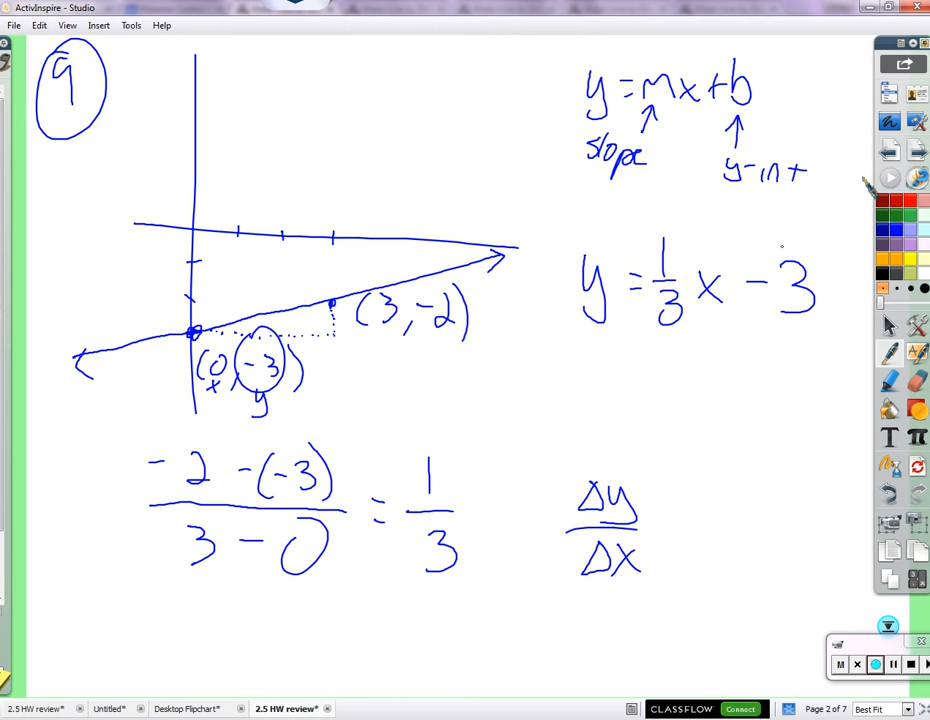 ActivInspire - Studio
File Edit View Insert Tools Help
9
y = mx + b
slope
y-int
y = 1/3 x - 3
(3, -2)
(0, -3)
x
y
-2 -(-3)
3 - 0
= 1/3
Δy
Δx
M
2.5 HW review* Untitled* Desktop Flipchart* 2.5 HW review* CLASSFLOW Connect Page 2 of 7 Best Fit